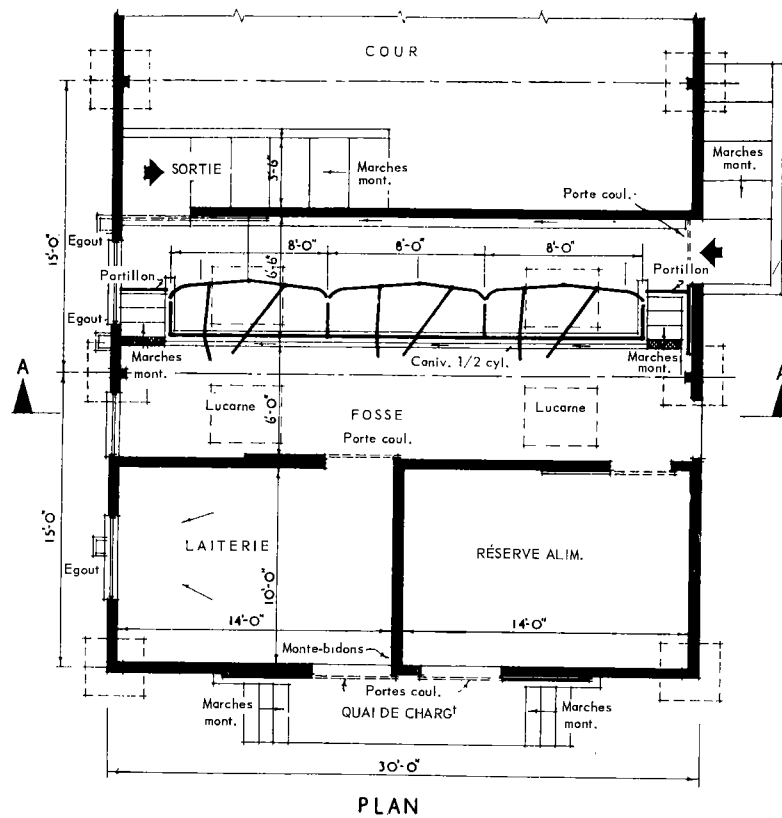 COUR
SORTIE
3'-6"
Marches
mont.
Marches
mont.
Porte coul.
Egout
15'-0"
6'-6"
8'-0"
8'-0"
8'-0"
Portillon
Portillon
Egout
Marches
mont.
Caniv. 1/2 cyl.
Marches
mont.
A
A
Lucarne
6'-0"
FOSSE
Lucarne
Porte coul.
15'-0"
LAITERIE
RÉSERVE ALIM.
Egout
10'-0"
14'-0"
14'-0"
Monte-bidons
Marches
mont.
Portes coul.
QUAI DE CHARGt
Marches
mont.
30'-0"
PLAN